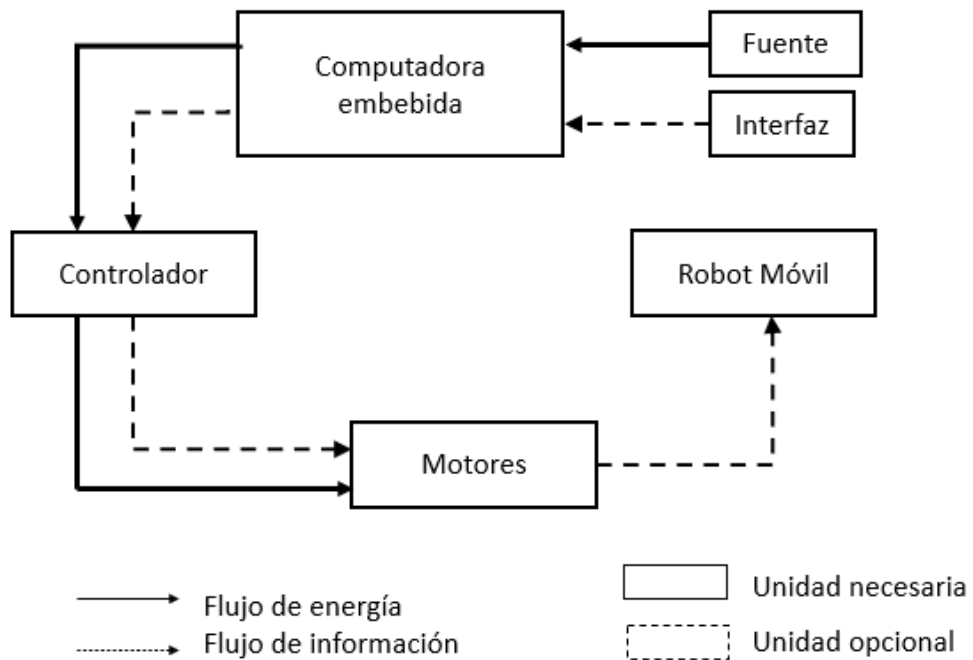 Computadora
embebida
Fuente
Interfaz
Controlador
Robot Móvil
Motores
Flujo de energía
Flujo de información
Unidad necesaria
Unidad opcional